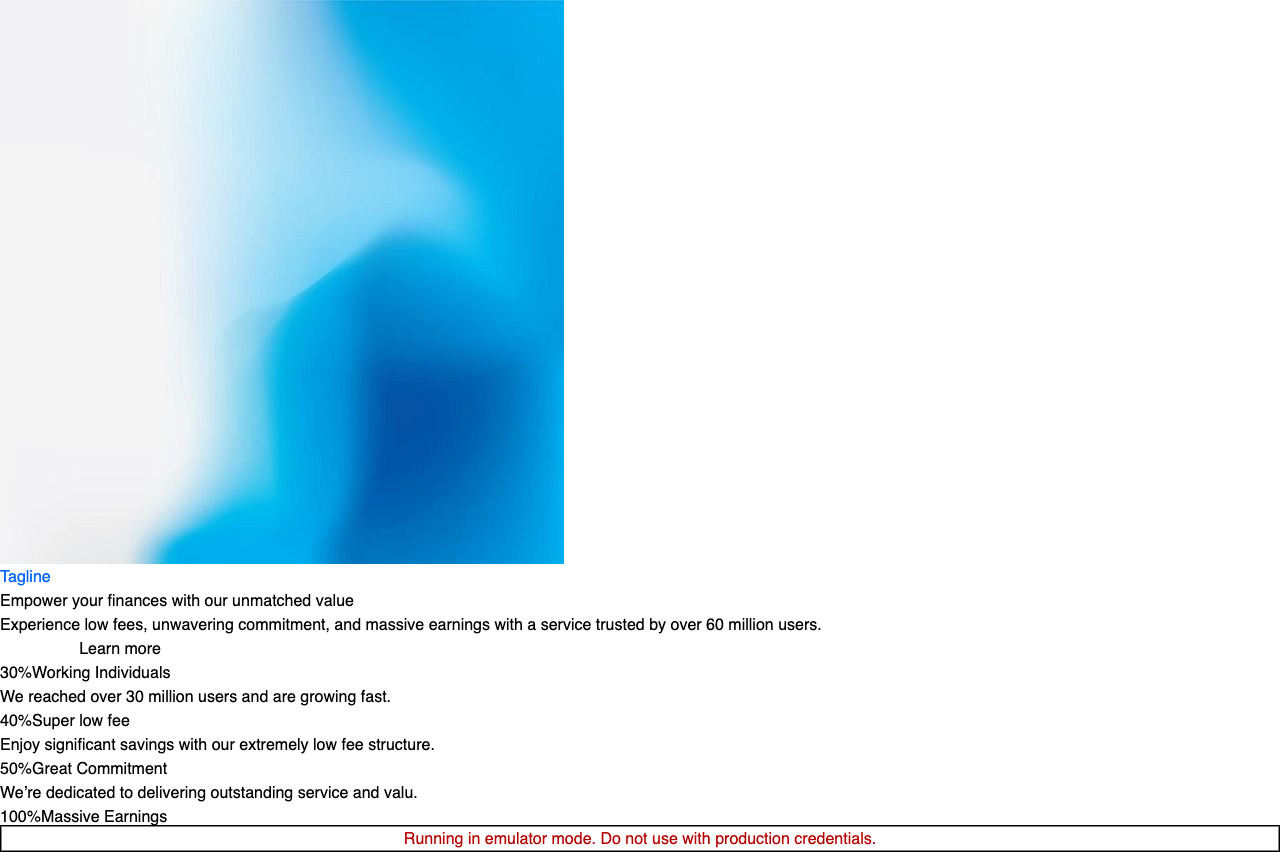 Tagline
Empower your finances with our unmatched value
Experience low fees, unwavering commitment, and massive earnings with a service trusted by over 60 million users.
Learn more
30%Working Individuals
We reached over 30 million users and are growing fast.
40%Super low fee
Enjoy significant savings with our extremely low fee structure.
50%Great Commitment
We’re dedicated to delivering outstanding service and valu.
100%Massive Earnings
Running in emulator mode. Do not use with production credentials.